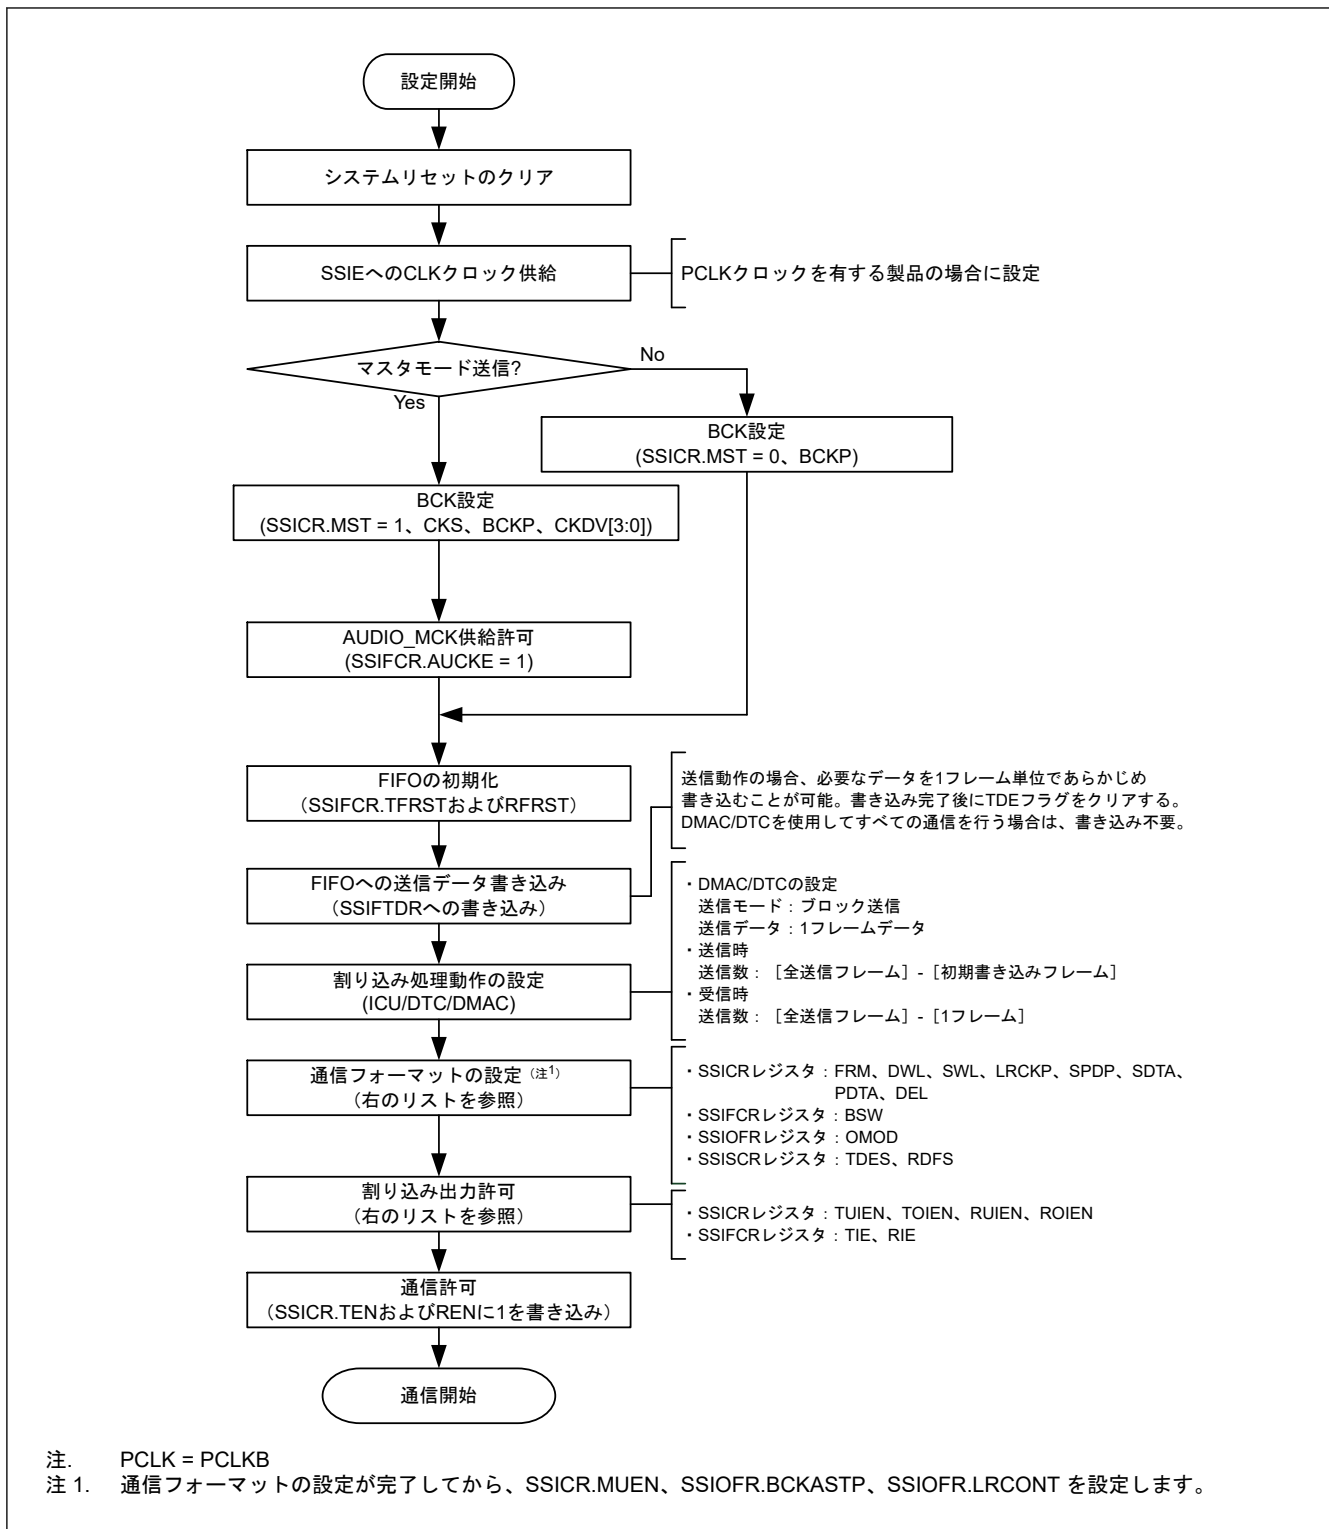 設定開始
システムリセットのクリア
SSIEへのCLKクロック供給
PCLKクロックを有する製品の場合に設定
マスタモード送信?
No
Yes
BCK設定
(SSICR.MST = 0、BCKP)
BCK設定
(SSICR.MST = 1、CKS、BCKP、CKDV[3:0])
AUDIO_MCK供給許可
(SSIFCR.AUCKE = 1)
FIFOの初期化
（SSIFCR.TFRSTおよびRFRST）
送信動作の場合、必要なデータを1フレーム単位であらかじめ
書き込むことが可能。書き込み完了後にTDEフラグをクリアする。
DMAC/DTCを使用してすべての通信を行う場合は、書き込み不要。
FIFOへの送信データ書き込み
（SSIFTDRへの書き込み）
・DMAC/DTCの設定
送信モード：ブロック送信
送信データ：1フレームデータ
・送信時
送信数：［全送信フレーム］-［初期書き込みフレーム］
・受信時
送信数：［全送信フレーム］-［1フレーム］
割り込み処理動作の設定
(ICU/DTC/DMAC)
通信フォーマットの設定（注1）
（右のリストを参照）
・SSICRレジスタ：FRM、DWL、SWL、LRCKP、SPDP、SDTA、
PDTA、DEL
・SSIFCRレジスタ：BSW
・SSIOFRレジスタ：OMOD
・SSISCRレジスタ：TDES、RDFS
割り込み出力許可
（右のリストを参照）
・SSICRレジスタ：TUIEN、TOIEN、RUIEN、ROIEN
・SSIFCRレジスタ：TIE、RIE
通信許可
（SSICR.TENおよびRENに1を書き込み）
通信開始
注. PCLK = PCLKB
注 1. 通信フォーマットの設定が完了してから、SSICR.MUEN、SSIOFR.BCKASTP、SSIOFR.LRCONT を設定します。